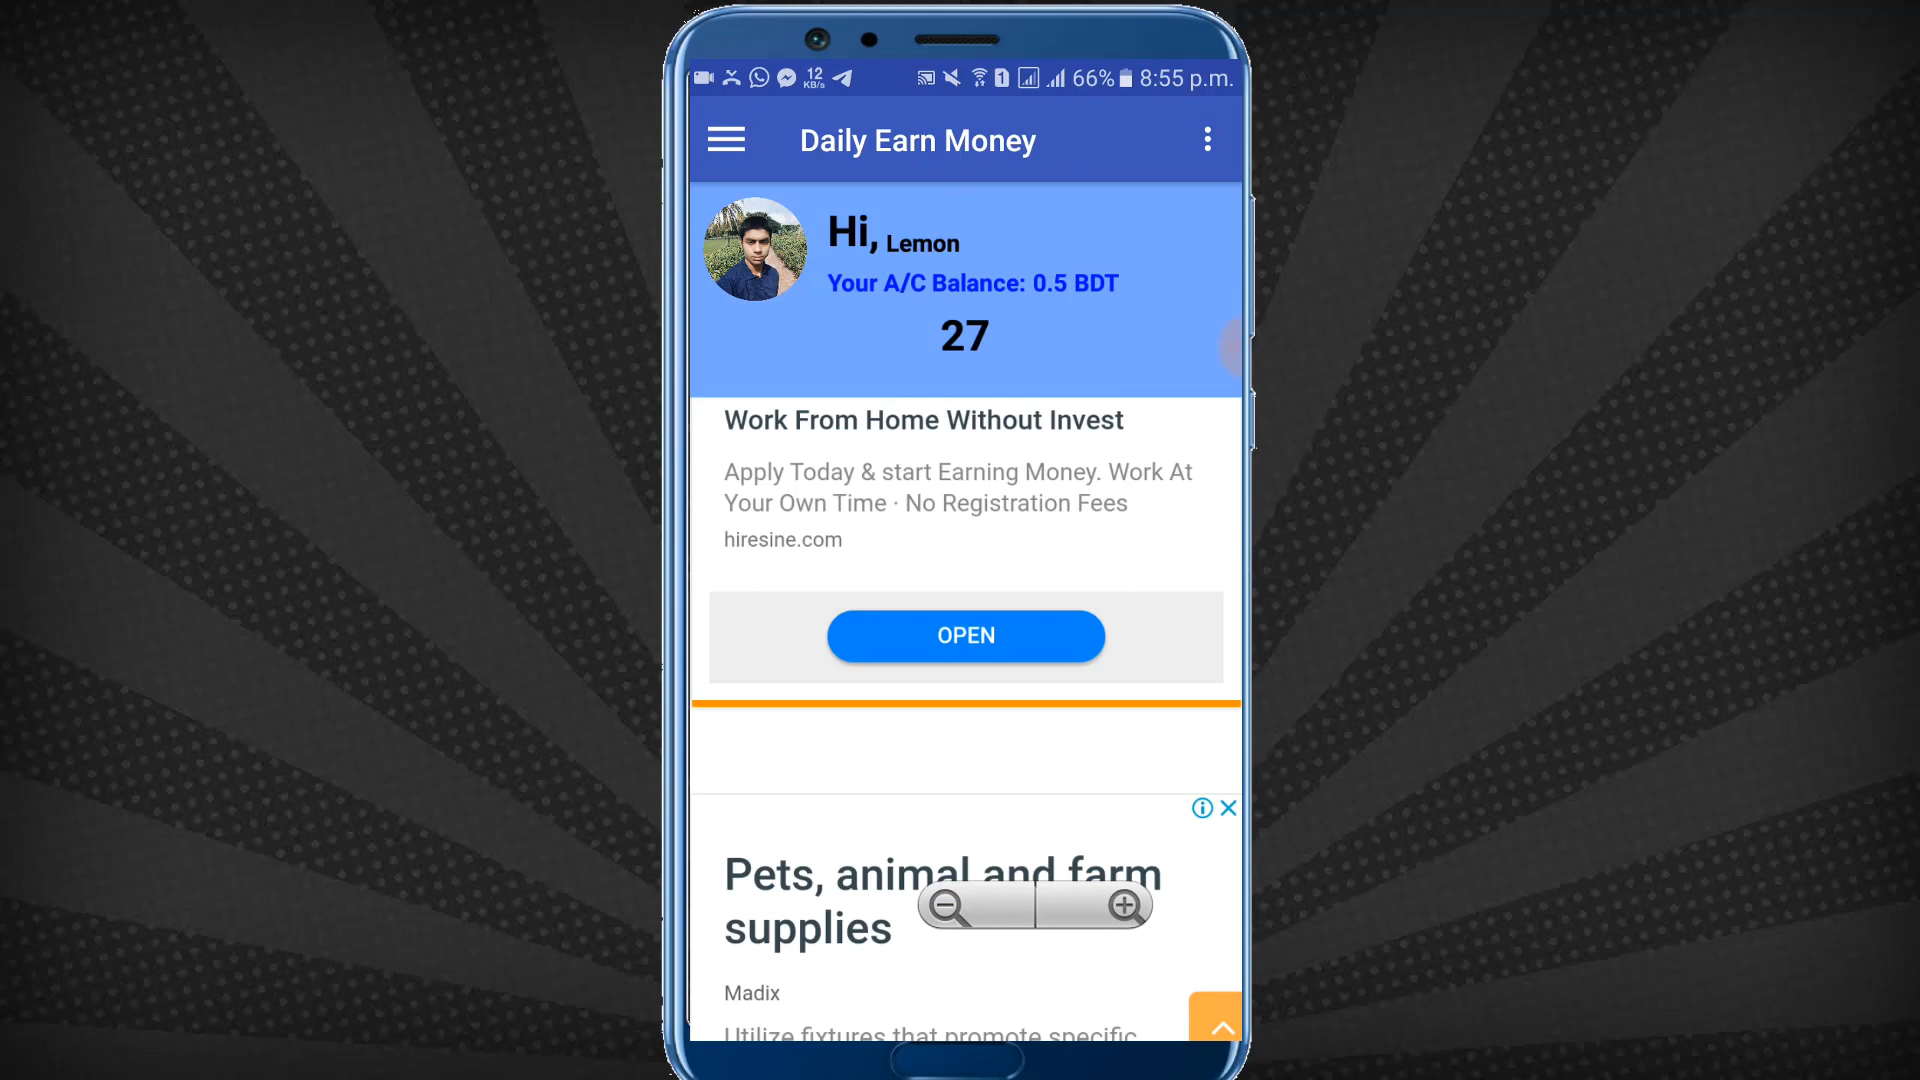 12
KB/s
1
66%
8:55 p.m.
Daily Earn Money
Hi, Lemon
Your A/C Balance: 0.5 BDT
27
Work From Home Without Invest
Apply Today & start Earning Money. Work At
Your Own Time · No Registration Fees
hiresine.com
OPEN
Pets, animal and farm
supplies
Madix
Utilize fixtures that promote specific